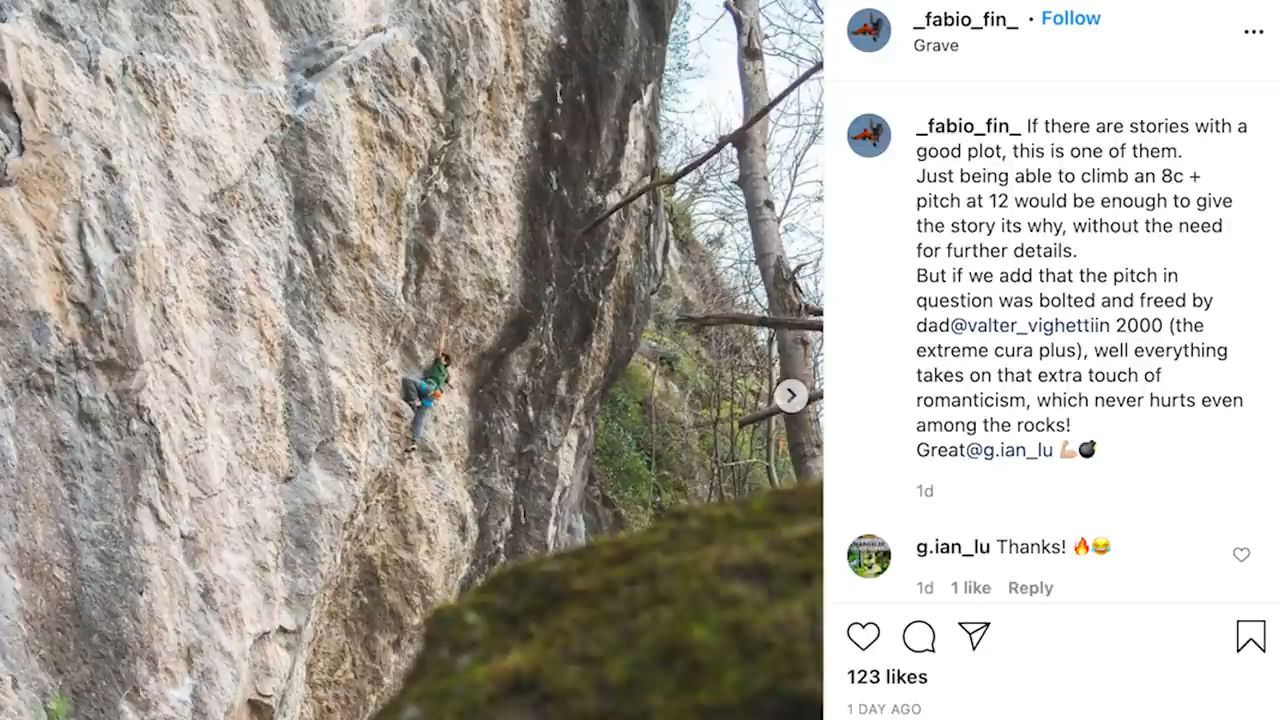 _fabio_fin_ • Follow
Grave
_fabio_fin_ If there are stories with a
good plot, this is one of them.
Just being able to climb an 8c +
pitch at 12 would be enough to give
the story its why, without the need
for further details.
But if we add that the pitch in
question was bolted and freed by
dad@valter_vighettiin 2000 (the
extreme cura plus), well everything
takes on that extra touch of
romanticism, which never hurts even
among the rocks!
Great@g.ian_lu 💪🏼💣
1d
g.ian_lu Thanks! 🔥😂
1d 1 like Reply
123 likes
1 DAY AGO